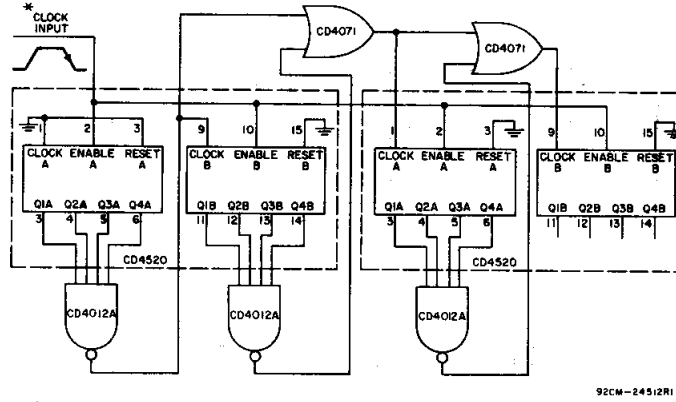 *
CLOCK
INPUT
CD4071
CD4071
1 2 3 9 10 15 1 2 3 9 10 15
CLOCK ENABLE RESET CLOCK ENABLE RESET CLOCK ENABLE RESET CLOCK ENABLE RESET
A A A B B B A A A B B B
Q1A Q2A Q3A Q4A Q1B Q2B Q3B Q4B Q1A Q2A Q3A Q4A Q1B Q2B Q3B Q4B
3 4 5 6 11 12 13 14 3 4 5 6 11 12 13 14
CD4520 CD4520
CD4012A CD4012A CD4012A
92CM-24512R1